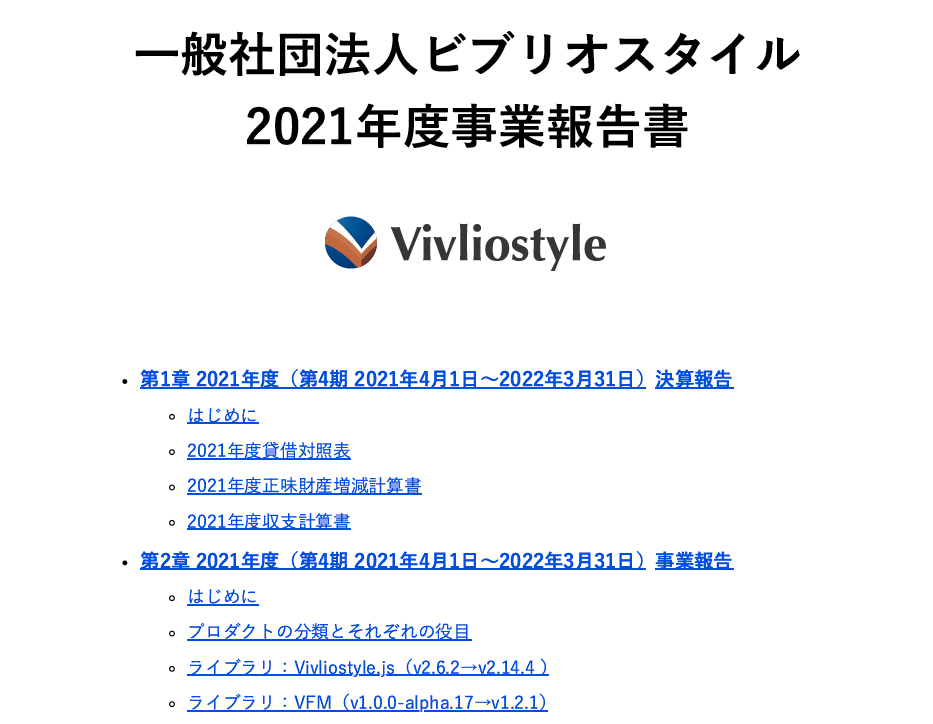 一般社団法人ビブリオスタイル
2021年度事業報告書
Vivliostyle
第1章 2021年度（第4期 2021年4月1日〜2022年3月31日）決算報告
はじめに
2021年度貸借対照表
2021年度正味財産増減計算書
2021年度収支計算書
第2章 2021年度（第4期 2021年4月1日〜2022年3月31日）事業報告
はじめに
プロダクトの分類とそれぞれの役目
ライブラリ：Vivliostyle.js（v2.6.2→v2.14.4 ）
ライブラリ：VFM（v1.0.0-alpha.17→v1.2.1）